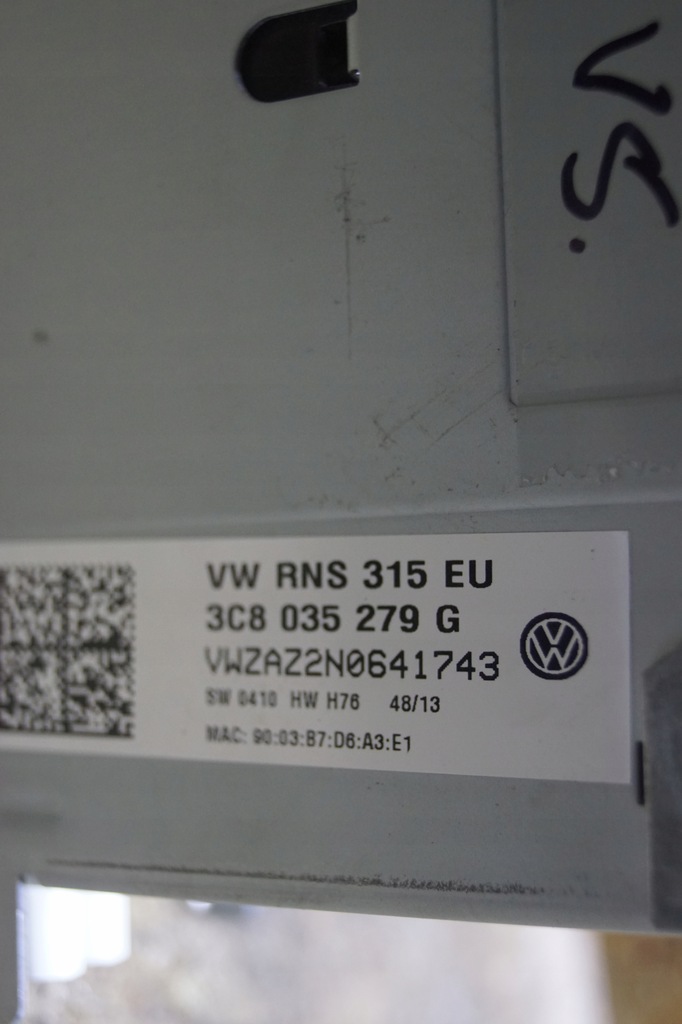 VS.
VW RNS 315 EU
3C8 035 279 G
VWZAZ2N0641743
SW 0410 HW H76 48/13
MAC: 90:03:B7:D6:A3:E1